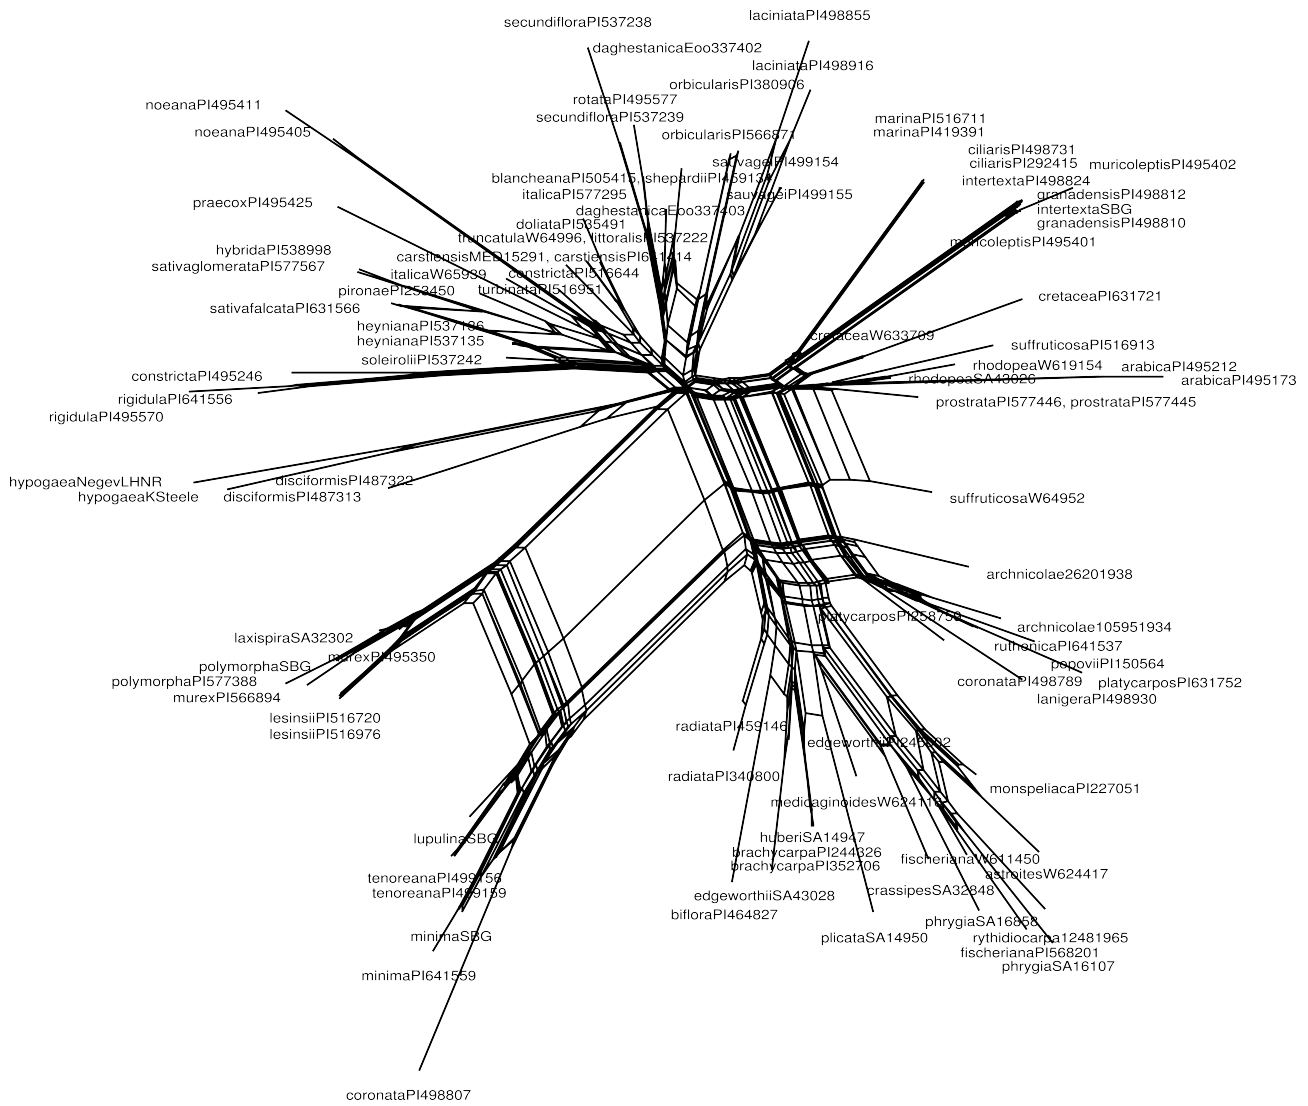 secundifloraPI537238
laciniataPI498855
daghestanicaEoo337402
laciniataPI498916
orbicularisPI380906
rotataPI495577
noeanaPI495411
secundifloraPI537239
marinaPI516711
noeanaPI495405
orbicularisPI566871
marinaPI419391
ciliarisPI498731
sauvageiPI499154
ciliarisPI292415
muricoleptisPI495402
blancheanaPI505415, shepardiiPI459134
intertextaPI498824
italicaPI577295
sauvageiPI499155
granadensisPI498812
praecoxPI495425
daghestanicaEoo337403
intertextaSBG
doliataPI535491
granadensisPI498810
truncatulaW64996, littoralisPI537222
muricoleptisPI495401
hybridaPI538998
carstiensisMED15291, carstiensisPI641414
sativaglomerataPI577567
italicaW65939
constrictaPI516644
pironaePI253450
turbinataPI516951
cretaceaPI631721
sativafalcataPI631566
heynianaPI537136
cretaceaW633709
heynianaPI537135
suffruticosaPI516913
soleiroliiPI537242
rhodopeaW619154
arabicaPI495212
constrictaPI495246
rhodopeaSA43026
arabicaPI495173
rigidulaPI641556
prostrataPI577446, prostrataPI577445
rigidulaPI495570
hypogaeaNegevLHNR
disciformisPI487322
hypogaeaKSteele
disciformisPI487313
suffruticosaW64952
archnicolae26201938
platycarposPI258750
archnicolae105951934
laxispiraSA32302
ruthenicaPI641537
murexPI495350
polymorphaSBG
popoviiPI150564
polymorphaPI577388
coronataPI498789
platycarposPI631752
murexPI566894
lanigeraPI498930
lesinsiiPI516720
radiataPI459146
lesinsiiPI516976
radiataPI340800
monspeliacaPI227051
lupulinaSBG
huberiSA14947
brachycarpaPI244326
fischerianaW611450
brachycarpaPI352706
astroitesW624417
tenoreanaPI499156
tenoreanaPI499159
crassipesSA32848
edgeworthiiSA43028
bifloraPI464827
phrygiaSA16858
minimaSBG
plicataSA14950
rythidiocarpa12481965
fischerianaPI568201
phrygiaSA16107
minimaPI641559
coronataPI498807